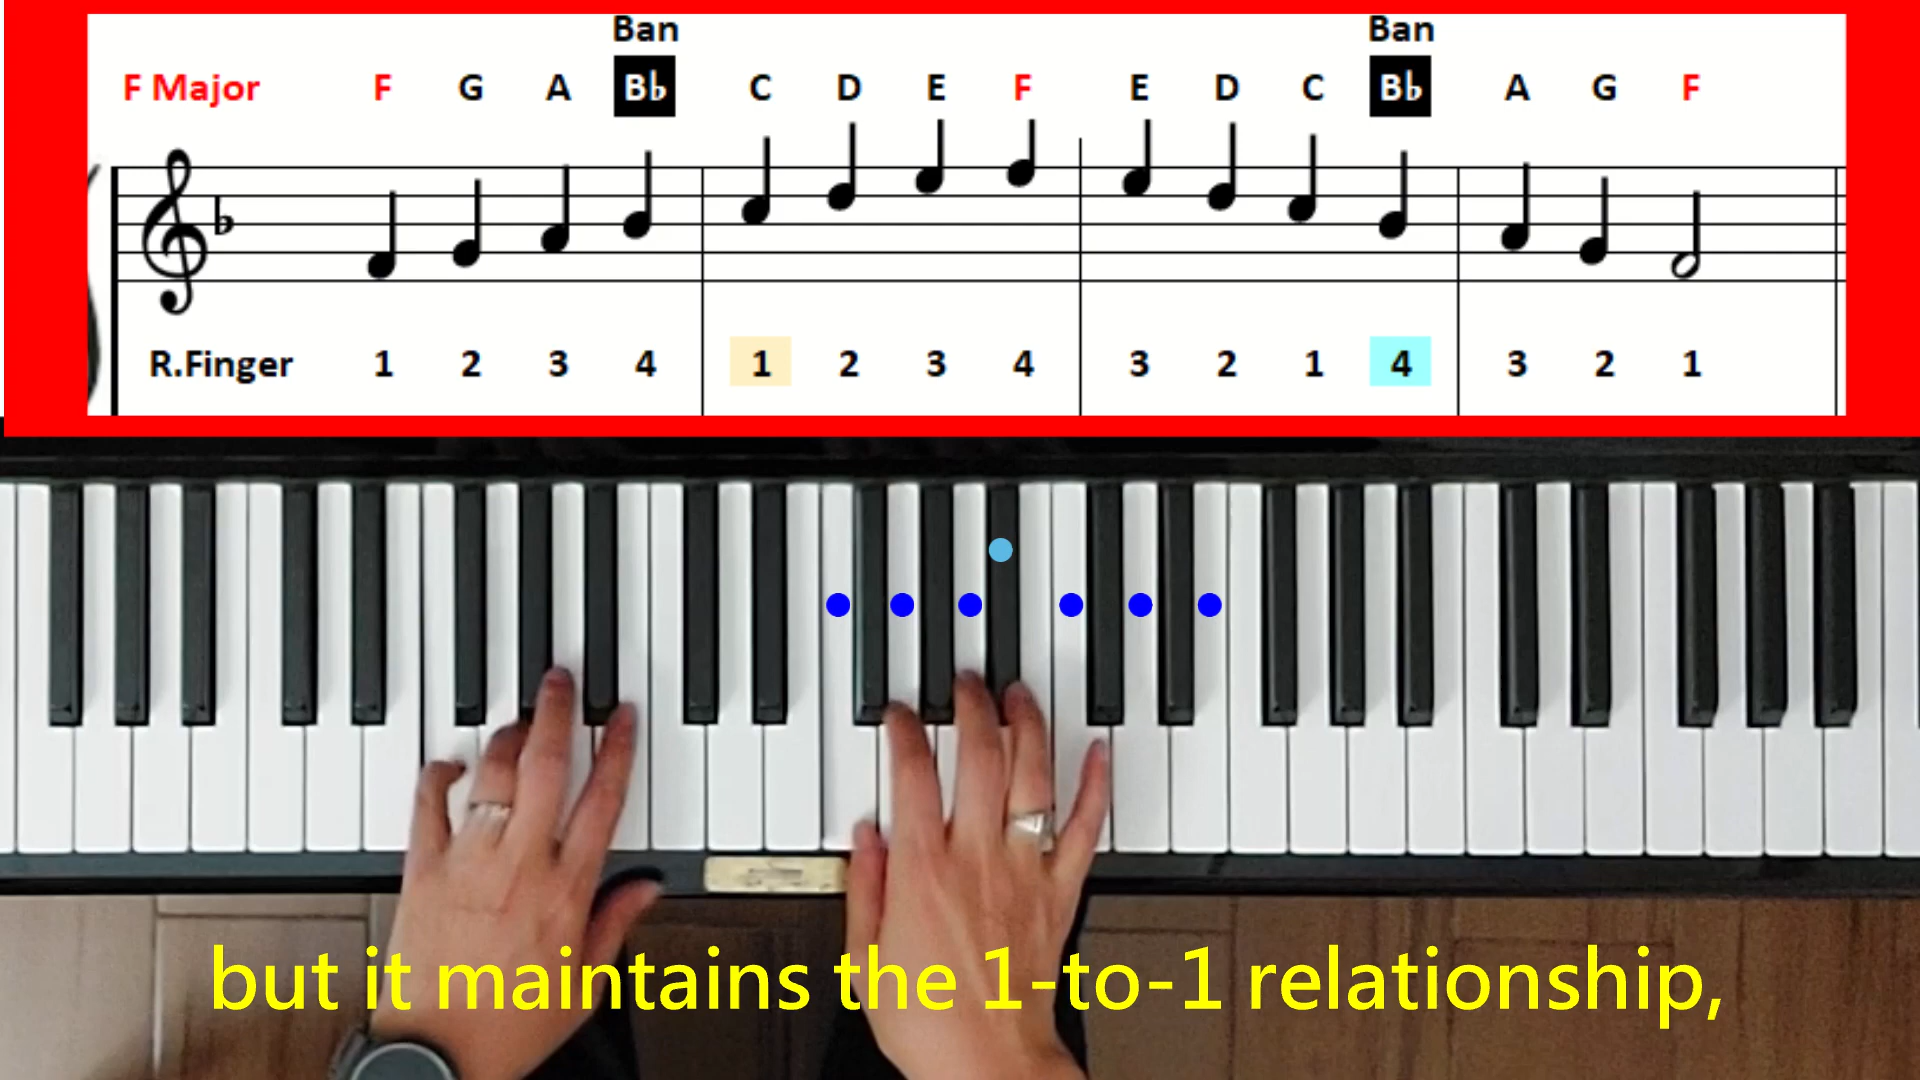 Ban Ban
F Major F G A B♭ C D E F E D C B♭ A G F
R.Finger 1 2 3 4 1 2 3 4 3 2 1 4 3 2 1
but it maintains the 1-to-1 relationship,